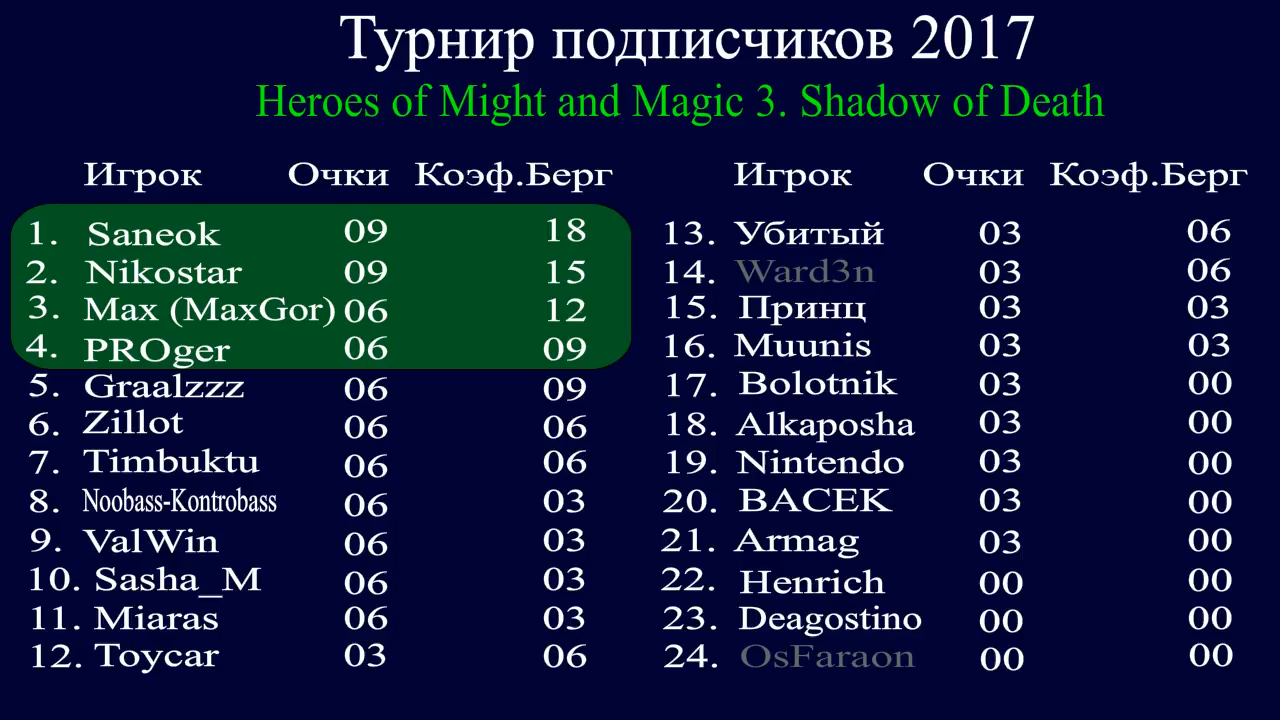 Турнир подписчиков 2017
Heroes of Might and Magic 3. Shadow of Death
Игрок Очки Коэф.Берг
1. Saneok 09 18
2. Nikostar 09 15
3. Max (MaxGor) 06 12
4. PROger 06 09
5. Graalzzz 06 09
6. Zillot 06 06
7. Timbuktu 06 06
8. Noobass-Kontrobass 06 03
9. ValWin 06 03
10. Sasha_M 06 03
11. Miaras 06 03
12. Toycar 03 06
Игрок Очки Коэф.Берг
13. Убитый 03 06
14. Ward3n 03 06
15. Принц 03 03
16. Muunis 03 03
17. Bolotnik 03 00
18. Alkaposha 03 00
19. Nintendo 03 00
20. BACEK 03 00
21. Armag 03 00
22. Henrich 00 00
23. Deagostino 00 00
24. OsFaraon 00 00